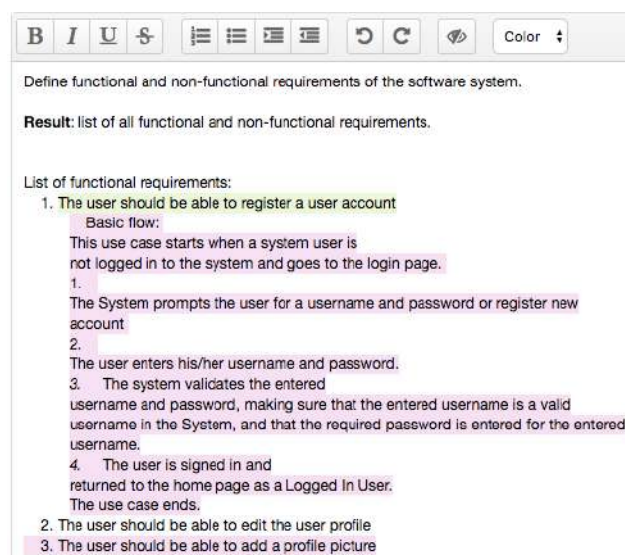 B I U S Color
Define functional and non-functional requirements of the software system.
Result: list of all functional and non-functional requirements.
List of functional requirements:
1. The user should be able to register a user account
Basic flow:
This use case starts when a system user is
not logged in to the system and goes to the login page.
1.
The System prompts the user for a username and password or register new
account
2.
The user enters his/her username and password.
3. The system validates the entered
username and password, making sure that the entered username is a valid
username in the System, and that the required password is entered for the entered
username.
4. The user is signed in and
returned to the home page as a Logged In User.
The use case ends.
2. The user should be able to edit the user profile
3. The user should be able to add a profile picture